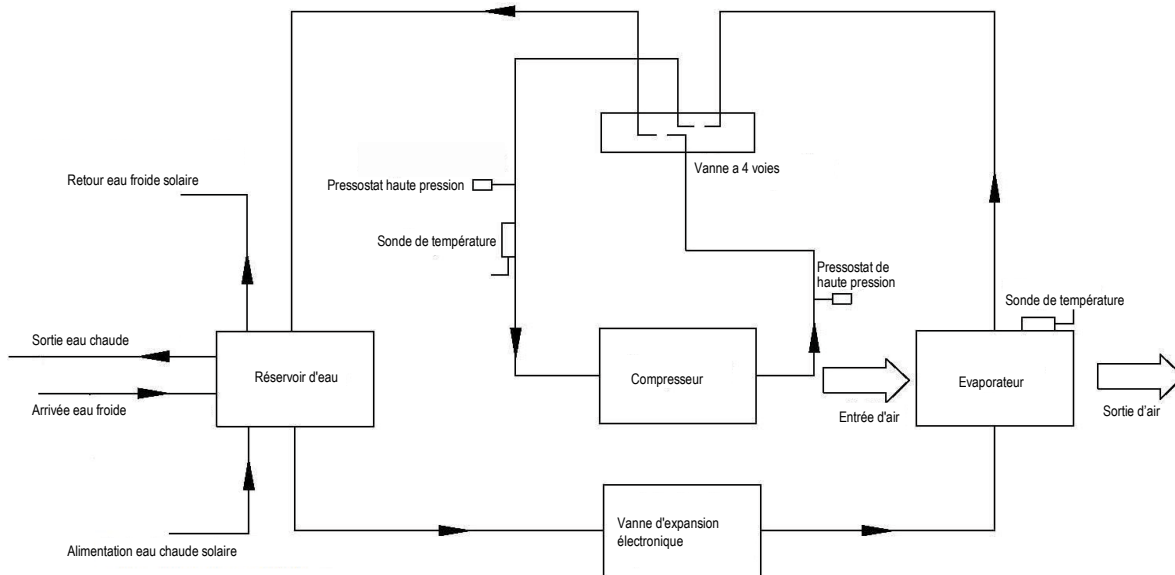 Vanne a 4 voies
Retour eau froide solaire
Pressostat haute pression
Sonde de température
Pressostat de
haute pression
Sonde de température
Sortie eau chaude
Réservoir d'eau
Compresseur
Evaporateur
Arrivée eau froide
Entrée d'air
Sortie d’air
Vanne d'expansion
électronique
Alimentation eau chaude solaire